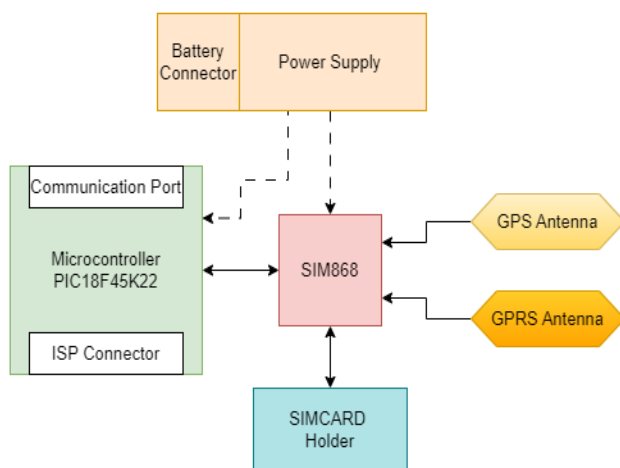 Battery
Connector
Power Supply
Communication Port
Microcontroller
PIC18F45K22
ISP Connector
SIM868
GPS Antenna
GPRS Antenna
SIMCARD
Holder